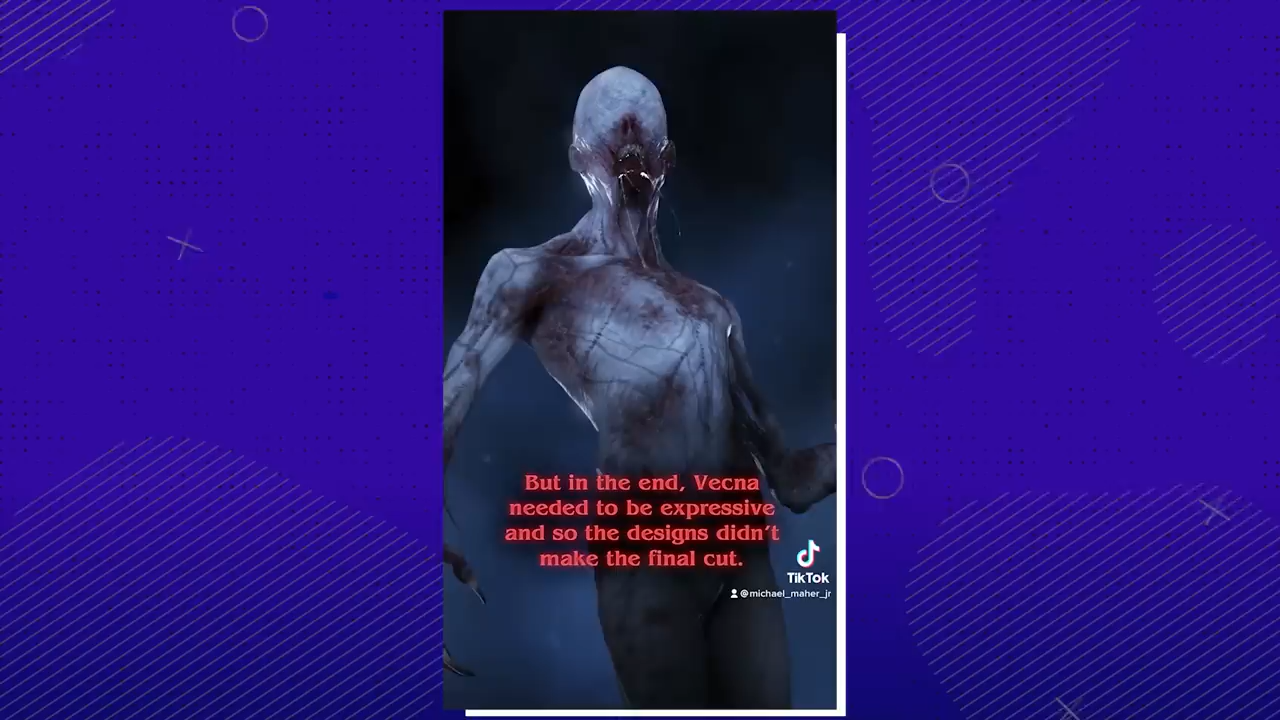 But in the end, Vecna
needed to be expressive
and so the designs didn't
make the final cut.
TikTok
@michael_maher_jr